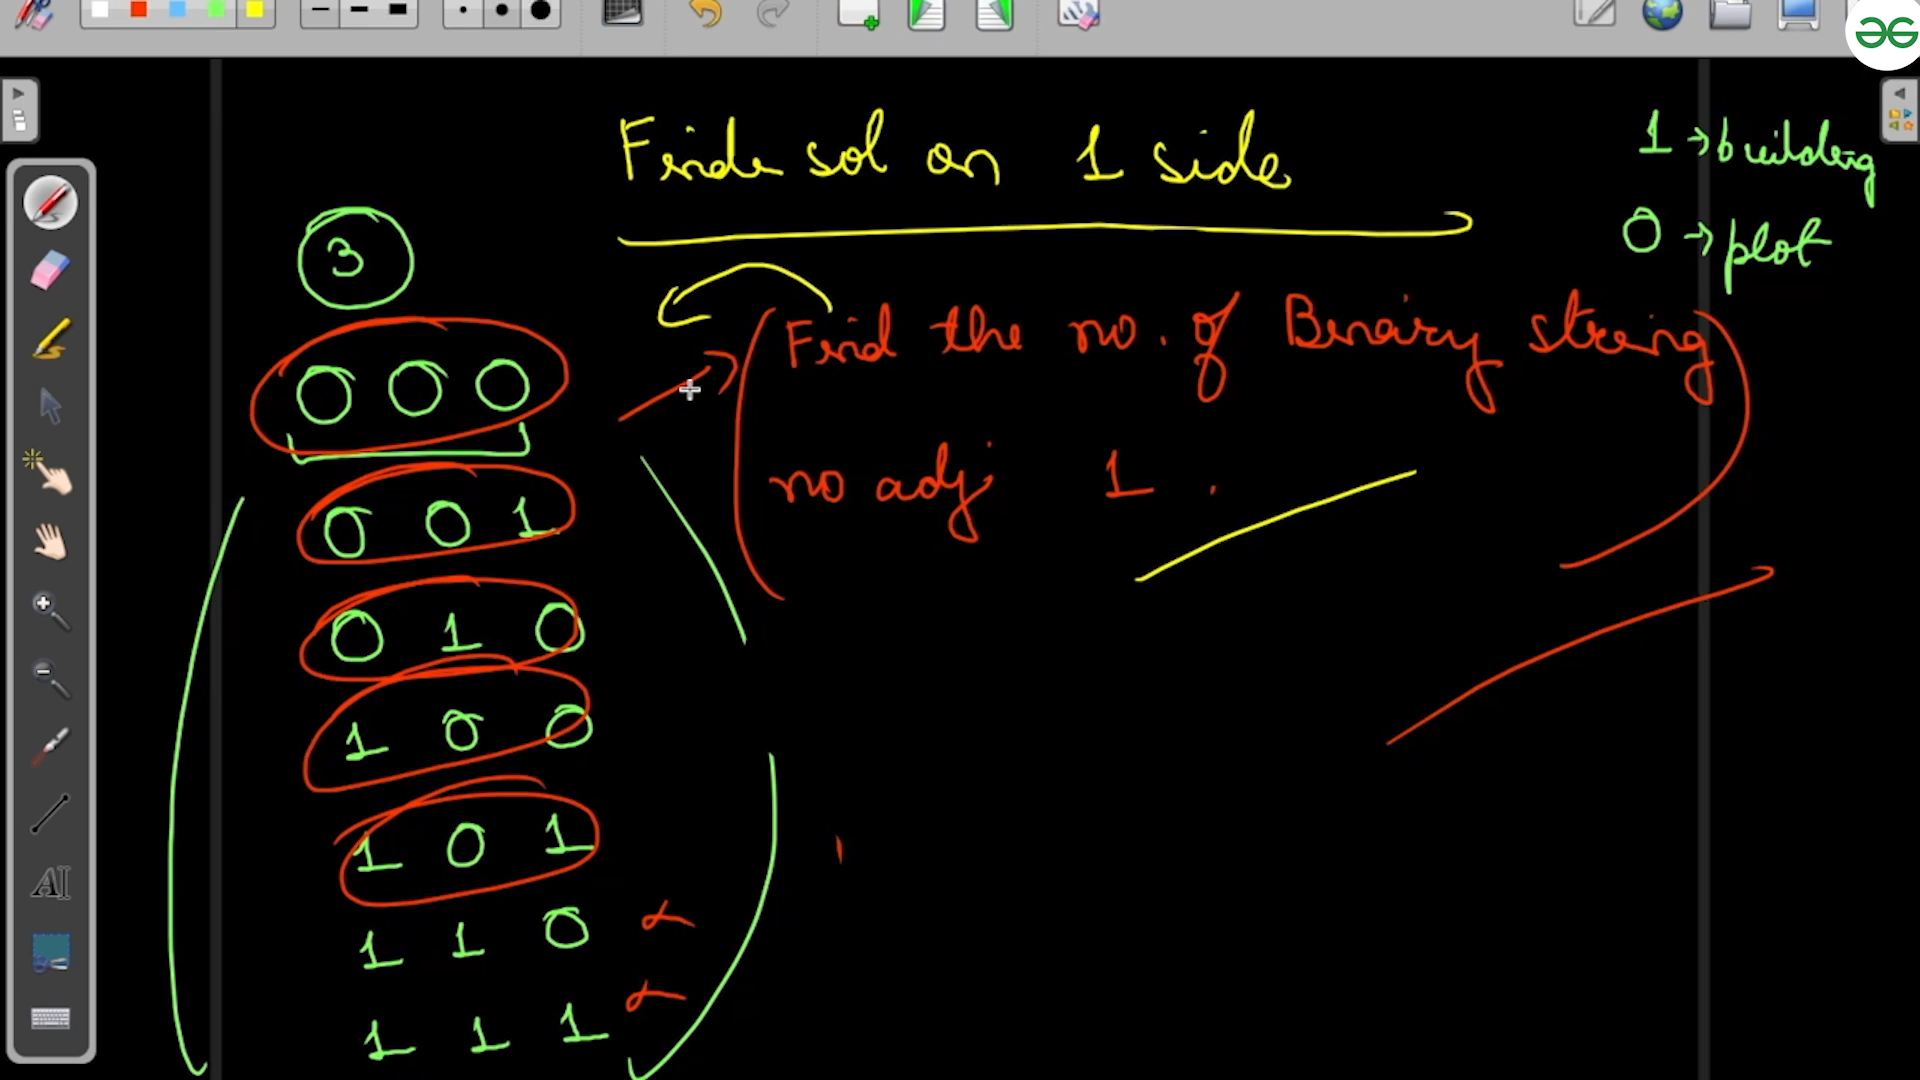 Find sol on 1 side
1 → building
0 → plot
3
Find the no. of Binary string
no adj 1.
0 0 0
0 0 1
0 1 0
1 0 0
1 0 1
1 1 0
1 1 1